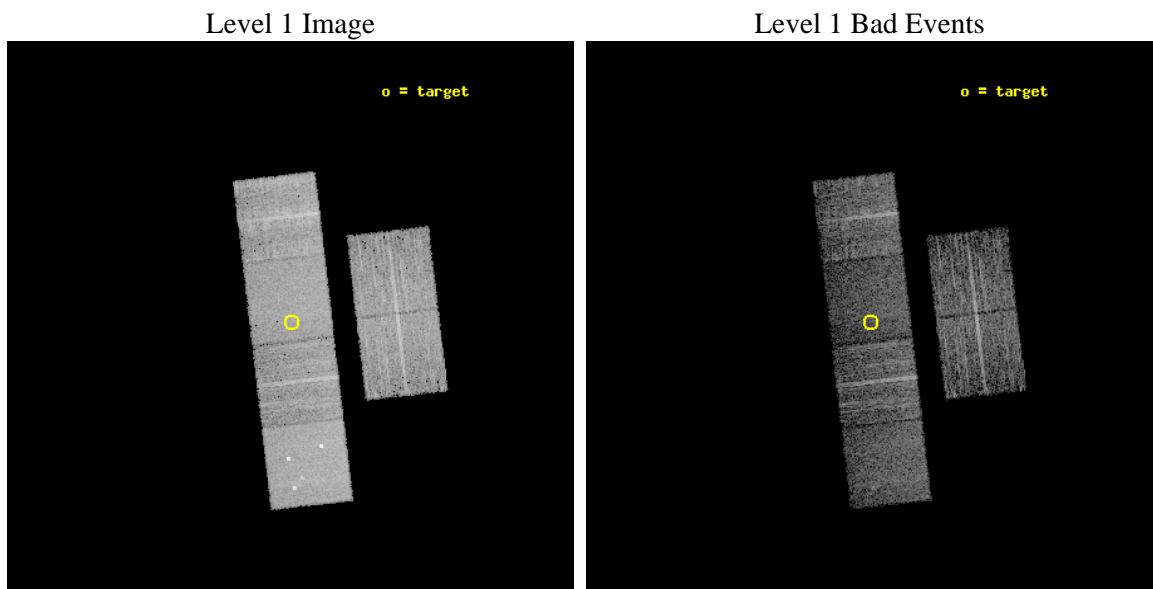 Level 1 Image
Level 1 Bad Events
o = target
o = target